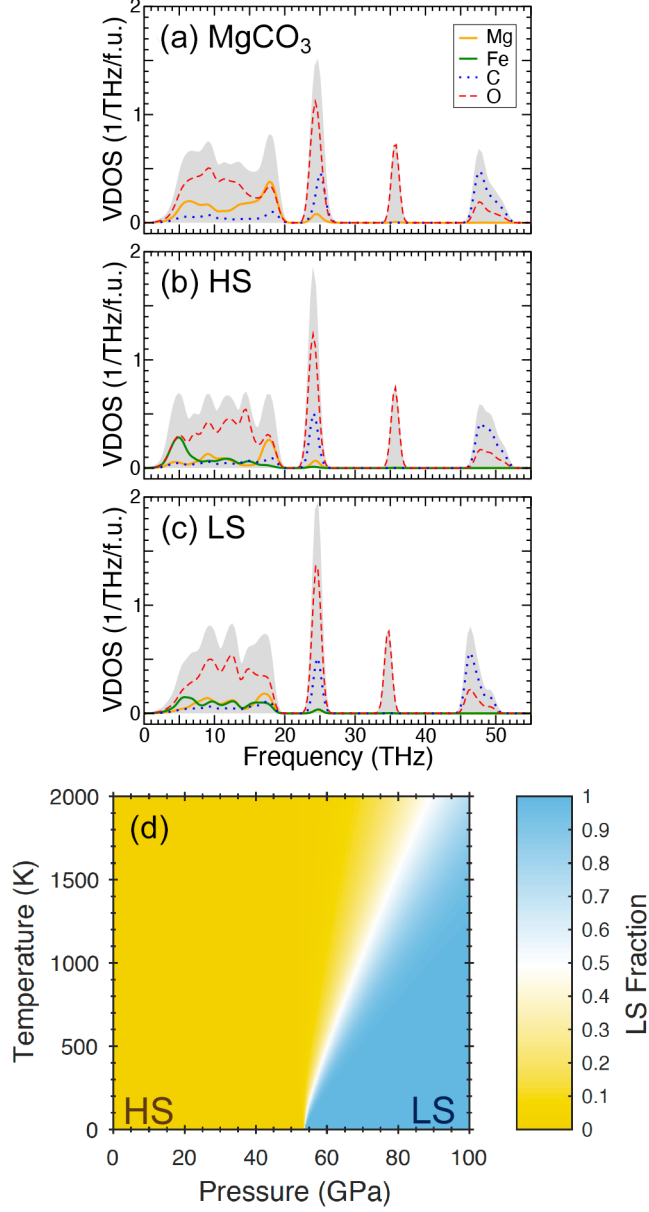 2
(a) MgCO3
Mg
Fe
C
O
VDOS (1/THz/f.u.)
1
0
2
(b) HS
VDOS (1/THz/f.u.)
1
0
2
(c) LS
VDOS (1/THz/f.u.)
1
0
0 10 20 30 40 50
Frequency (THz)
2000
(d)
1500
1000
500
0
Temperature (K)
HS
LS
0 20 40 60 80 100
Pressure (GPa)
1
0.9
0.8
0.7
0.6
0.5
0.4
0.3
0.2
0.1
0
LS Fraction